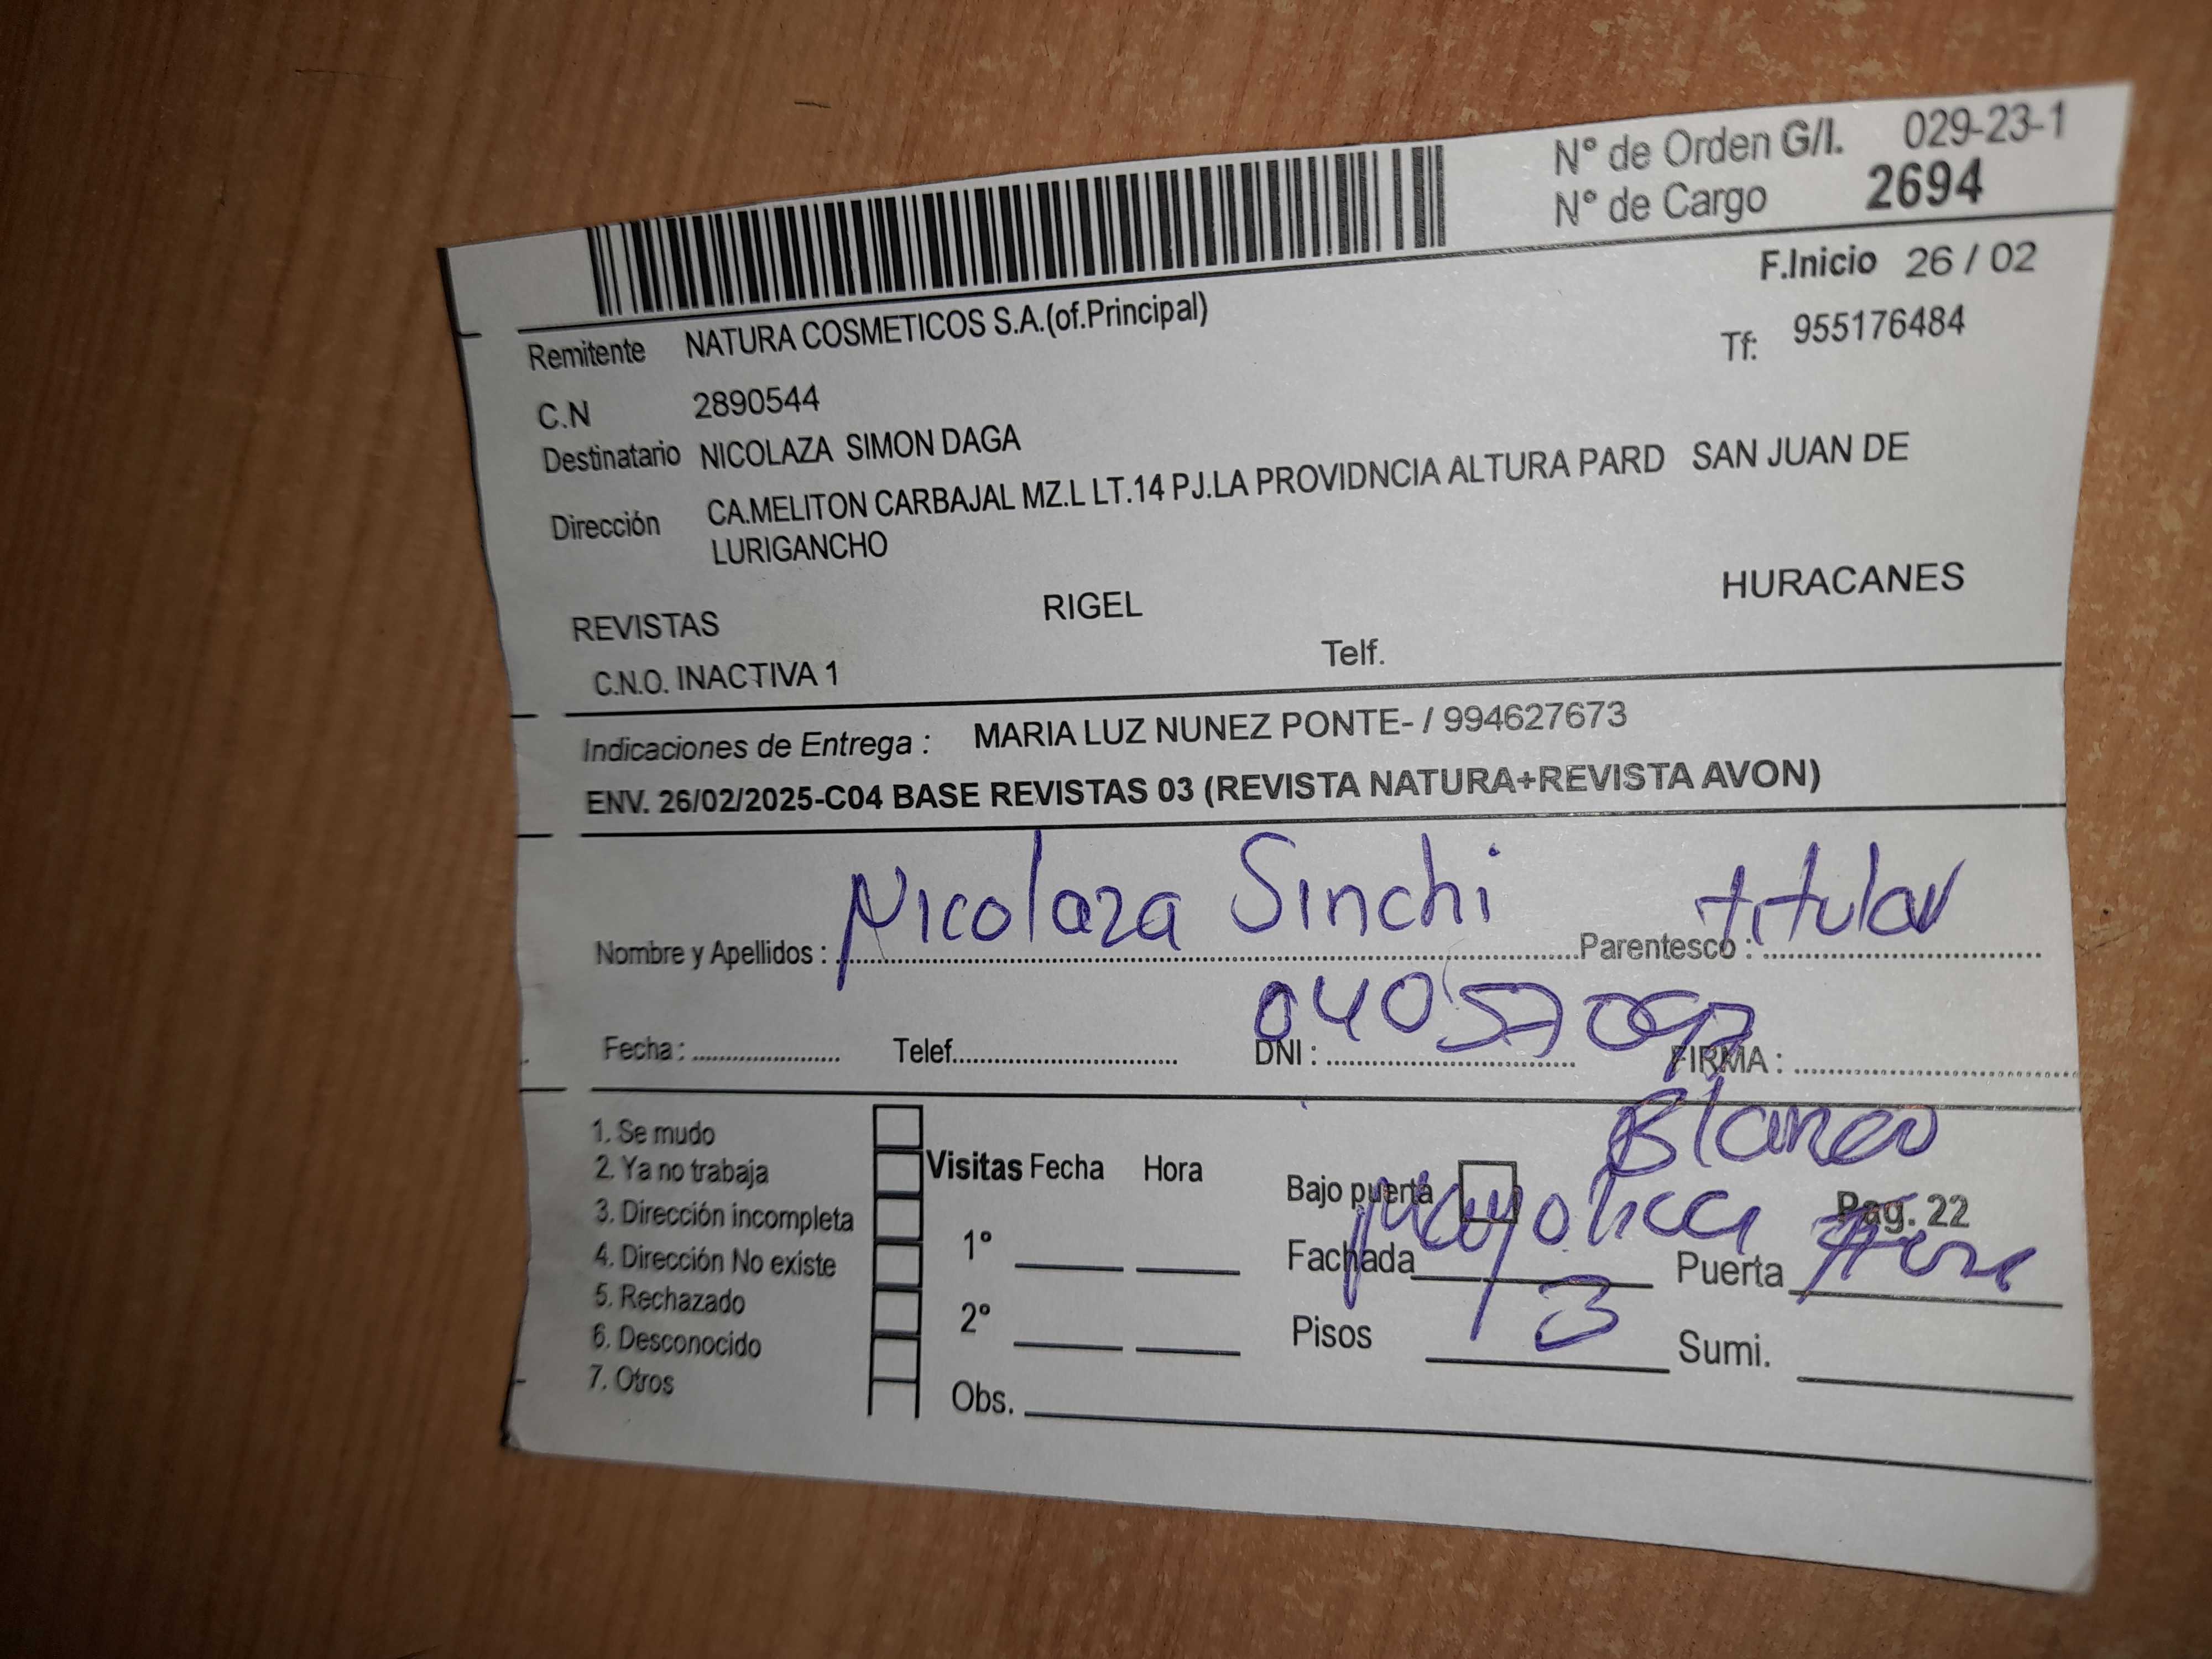 N° de Orden G/I. 029-23-1
N° de Cargo 2694
F.Inicio 26 / 02
Remitente NATURA COSMETICOS S.A.(of.Principal)
Tf: 955176484
C.N 2890544
Destinatario NICOLAZA SIMON DAGA
Dirección CA.MELITON CARBAJAL MZ.L LT.14 PJ.LA PROVIDNCIA ALTURA PARD SAN JUAN DE
LURIGANCHO
REVISTAS RIGEL HURACANES
C.N.O. INACTIVA 1 Telf.
Indicaciones de Entrega : MARIA LUZ NUNEZ PONTE- / 994627673
ENV. 26/02/2025-C04 BASE REVISTAS 03 (REVISTA NATURA+REVISTA AVON)
Nombre y Apellidos : Nicolaza Sinchi Parentesco : titular
Fecha : Telef. DNI : FIRMA :
Blanco
1. Se mudo
2. Ya no trabaja
3. Dirección incompleta
4. Dirección No existe
5. Rechazado
6. Desconocido
7. Otros
Visitas Fecha Hora
1°
2°
Obs.
Bajo puerta Pag. 22
Fachada Mayolica Puerta
Pisos 3 Sumi.